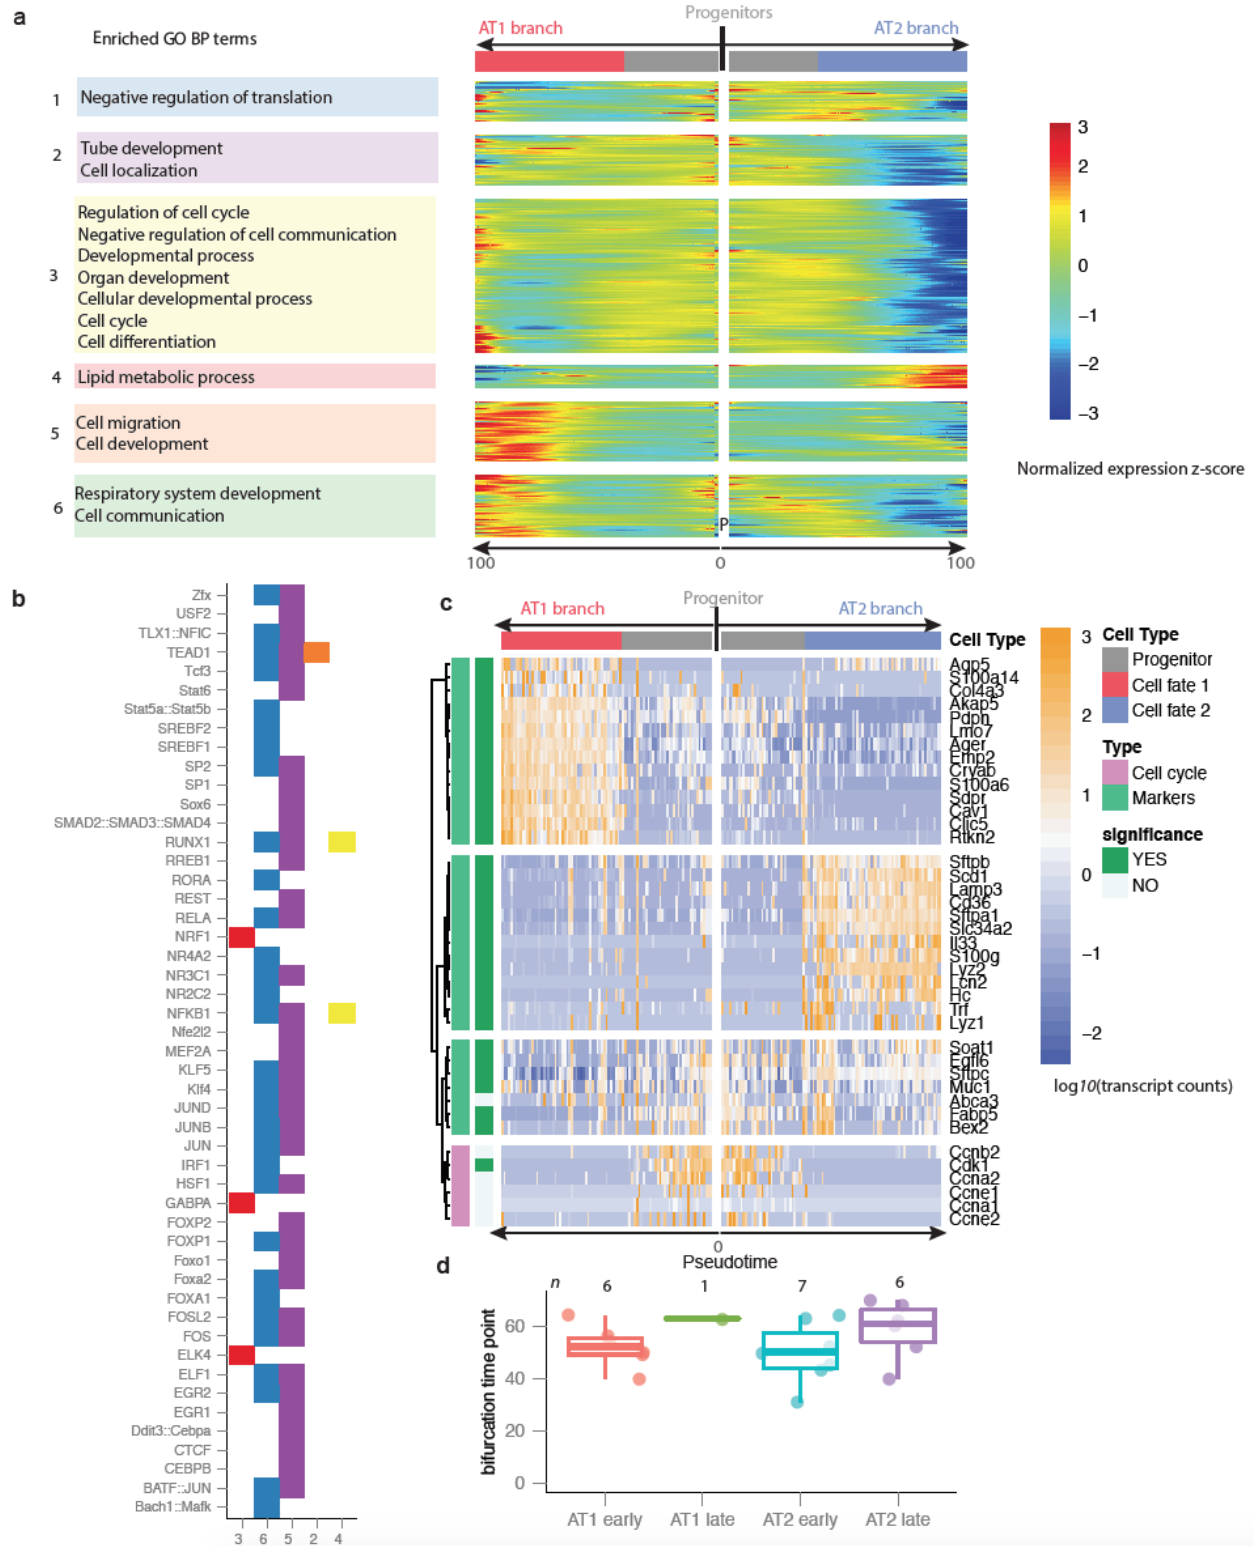 a
Enriched GO BP terms
Progenitors
AT1 branch
AT2 branch
1
Negative regulation of translation
2
Tube development
Cell localization
3
Regulation of cell cycle
Negative regulation of cell communication
Developmental process
Organ development
Cellular developmental process
Cell cycle
Cell differentiation
4
Lipid metabolic process
5
Cell migration
Cell development
6
Respiratory system development
Cell communication
P
100
0
100
3
2
1
0
−1
−2
−3
Normalized expression z-score
b
Zfx
USF2
TLX1::NFIC
TEAD1
Tcf3
Stat6
Stat5a::Stat5b
SREBF2
SREBF1
SP2
SP1
Sox6
SMAD2::SMAD3::SMAD4
RUNX1
RREB1
RORA
REST
RELA
NRF1
NR4A2
NR3C1
NR2C2
NFKB1
Nfe2l2
MEF2A
KLF5
Klf4
JUND
JUNB
JUN
IRF1
HSF1
GABPA
FOXP2
FOXP1
Foxo1
Foxa2
FOXA1
FOSL2
FOS
ELK4
ELF1
EGR2
EGR1
Ddit3::Cebpa
CTCF
CEBPB
BATF::JUN
Bach1::Mafk
3
6
5
2
4
c
Progenitor
AT1 branch
AT2 branch
Cell Type
Aqp5
S100a14
Col4a3
Akap5
Pdpn
Lmo7
Ager
Emp2
Cryab
S100a6
Sdpr
Cav1
Clic5
Rtkn2
Sftpb
Scd1
Lamp3
Cd36
Sftpa1
Slc34a2
Il33
S100g
Lyz2
Lcn2
Hc
Trf
Lyz1
Soat1
Egfl6
Sftpc
Muc1
Abca3
Fabp5
Bex2
Ccnb2
Cdk1
Ccna2
Ccne1
Ccna1
Ccne2
0
Pseudotime
3
2
1
0
−1
−2
log10(transcript counts)
Cell Type
Progenitor
Cell fate 1
Cell fate 2
Type
Cell cycle
Markers
significance
YES
NO
d
n
6
1
7
6
bifurcation time point
60
40
20
0
AT1 early
AT1 late
AT2 early
AT2 late